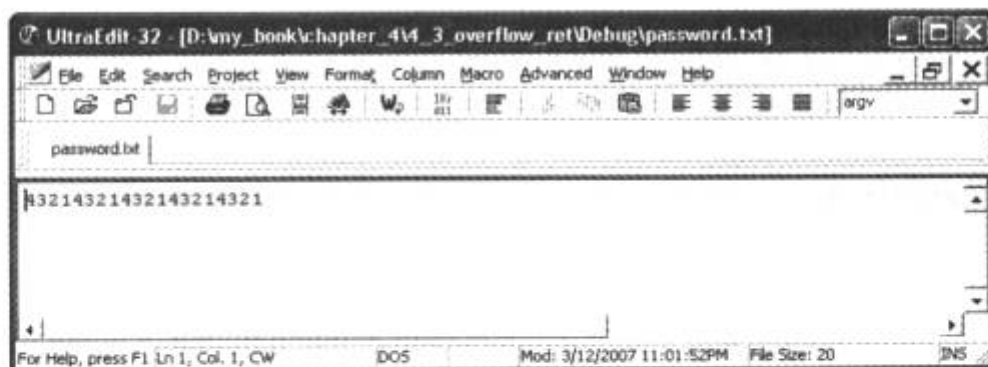 UltraEdit-32 - [D:\my_book\chapter_4\4_3_overflow_ret\Debug\password.txt]
File Edit Search Project View Format Column Macro Advanced Window Help
argv
password.txt
43214321432143214321
For Help, press F1 Ln 1, Col. 1, CW DOS Mod: 3/12/2007 11:01:52PM File Size: 20 INS